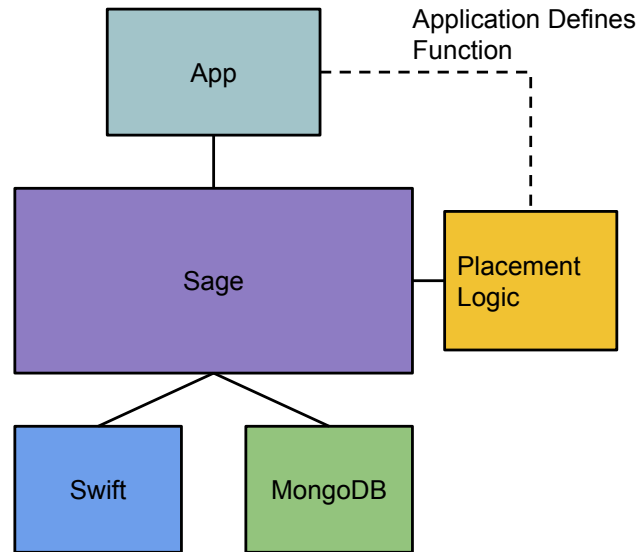 Application Defines
Function
App
Sage
Placement
Logic
Swift
MongoDB